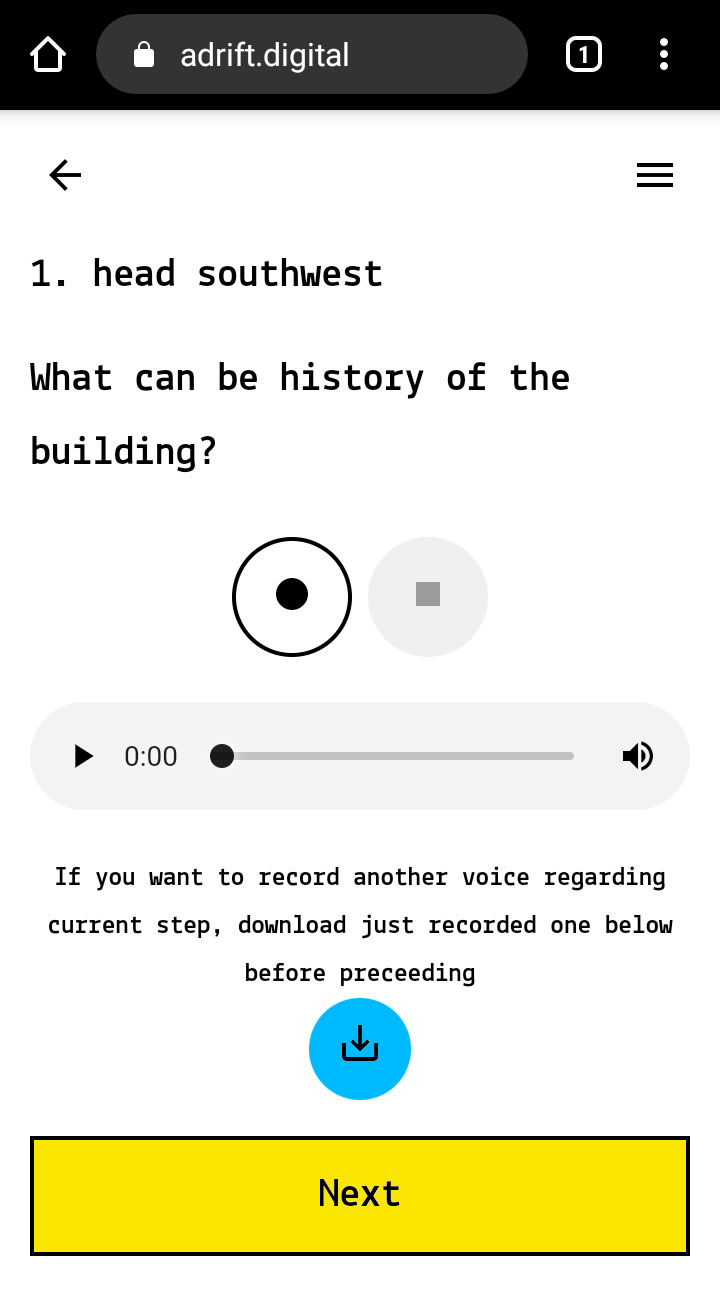 adrift.digital
1
1. head southwest
What can be history of the
building?
0:00
If you want to record another voice regarding
current step, download just recorded one below
before preceeding
Next